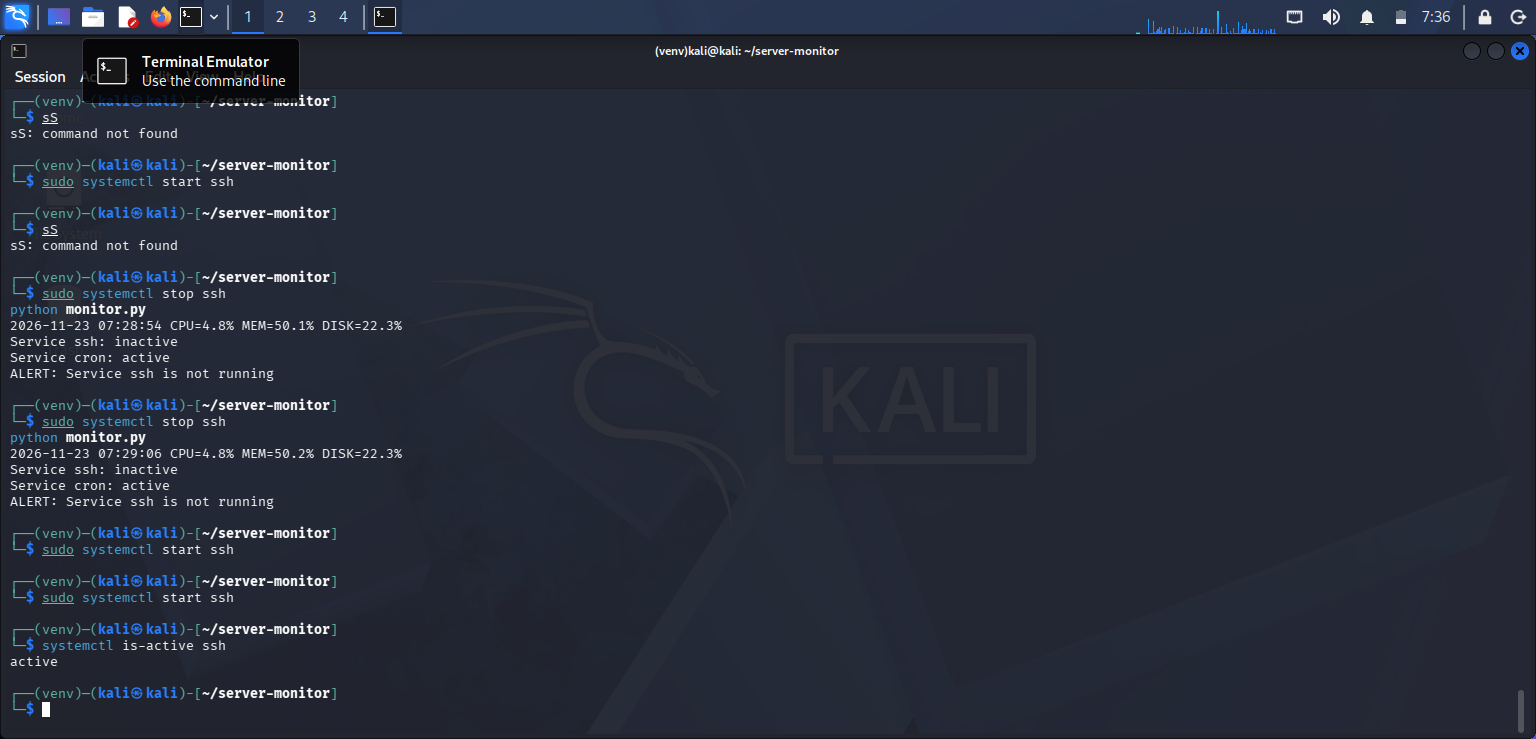 1 2 3 4 7:36
(venv)kali@kali: ~/server-monitor
Terminal Emulator
Use the command line
Session
(venv)-(kali㉿kali)-[~/server-monitor]
$ sS
sS: command not found
(venv)-(kali㉿kali)-[~/server-monitor]
$ sudo systemctl start ssh
(venv)-(kali㉿kali)-[~/server-monitor]
$ sS
sS: command not found
(venv)-(kali㉿kali)-[~/server-monitor]
$ sudo systemctl stop ssh
python monitor.py
2026-11-23 07:28:54 CPU=4.8% MEM=50.1% DISK=22.3%
Service ssh: inactive
Service cron: active
ALERT: Service ssh is not running
(venv)-(kali㉿kali)-[~/server-monitor]
$ sudo systemctl stop ssh
python monitor.py
2026-11-23 07:29:06 CPU=4.8% MEM=50.2% DISK=22.3%
Service ssh: inactive
Service cron: active
ALERT: Service ssh is not running
(venv)-(kali㉿kali)-[~/server-monitor]
$ sudo systemctl start ssh
(venv)-(kali㉿kali)-[~/server-monitor]
$ sudo systemctl start ssh
(venv)-(kali㉿kali)-[~/server-monitor]
$ systemctl is-active ssh
active
(venv)-(kali㉿kali)-[~/server-monitor]
$
KALI